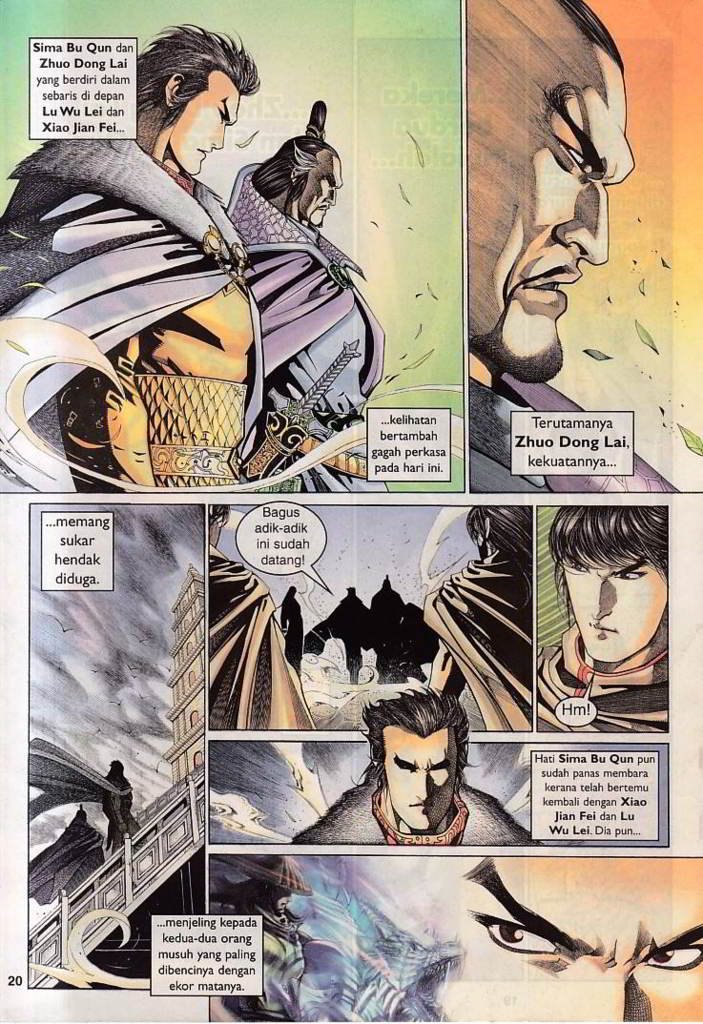 Sima Bu Qun dan
Zhuo Dong Lai
yang berdiri dalam
sebaris di depan
Lu Wu Lei dan
Xiao Jian Fei...
...kelihatan
bertambah
gagah perkasa
pada hari ini.
Terutamanya
Zhuo Dong Lai,
kekuatannya...
...memang
sukar
hendak
diduga.
Bagus
adik-adik
ini sudah
datang!
Hm!
Hati Sima Bu Qun pun
sudah panas membara
kerana telah bertemu
kembali dengan Xiao
Jian Fei dan Lu
Wu Lei. Dia pun...
...menjeling kepada
kedua-dua orang
musuh yang paling
dibencinya dengan
ekor matanya.
20